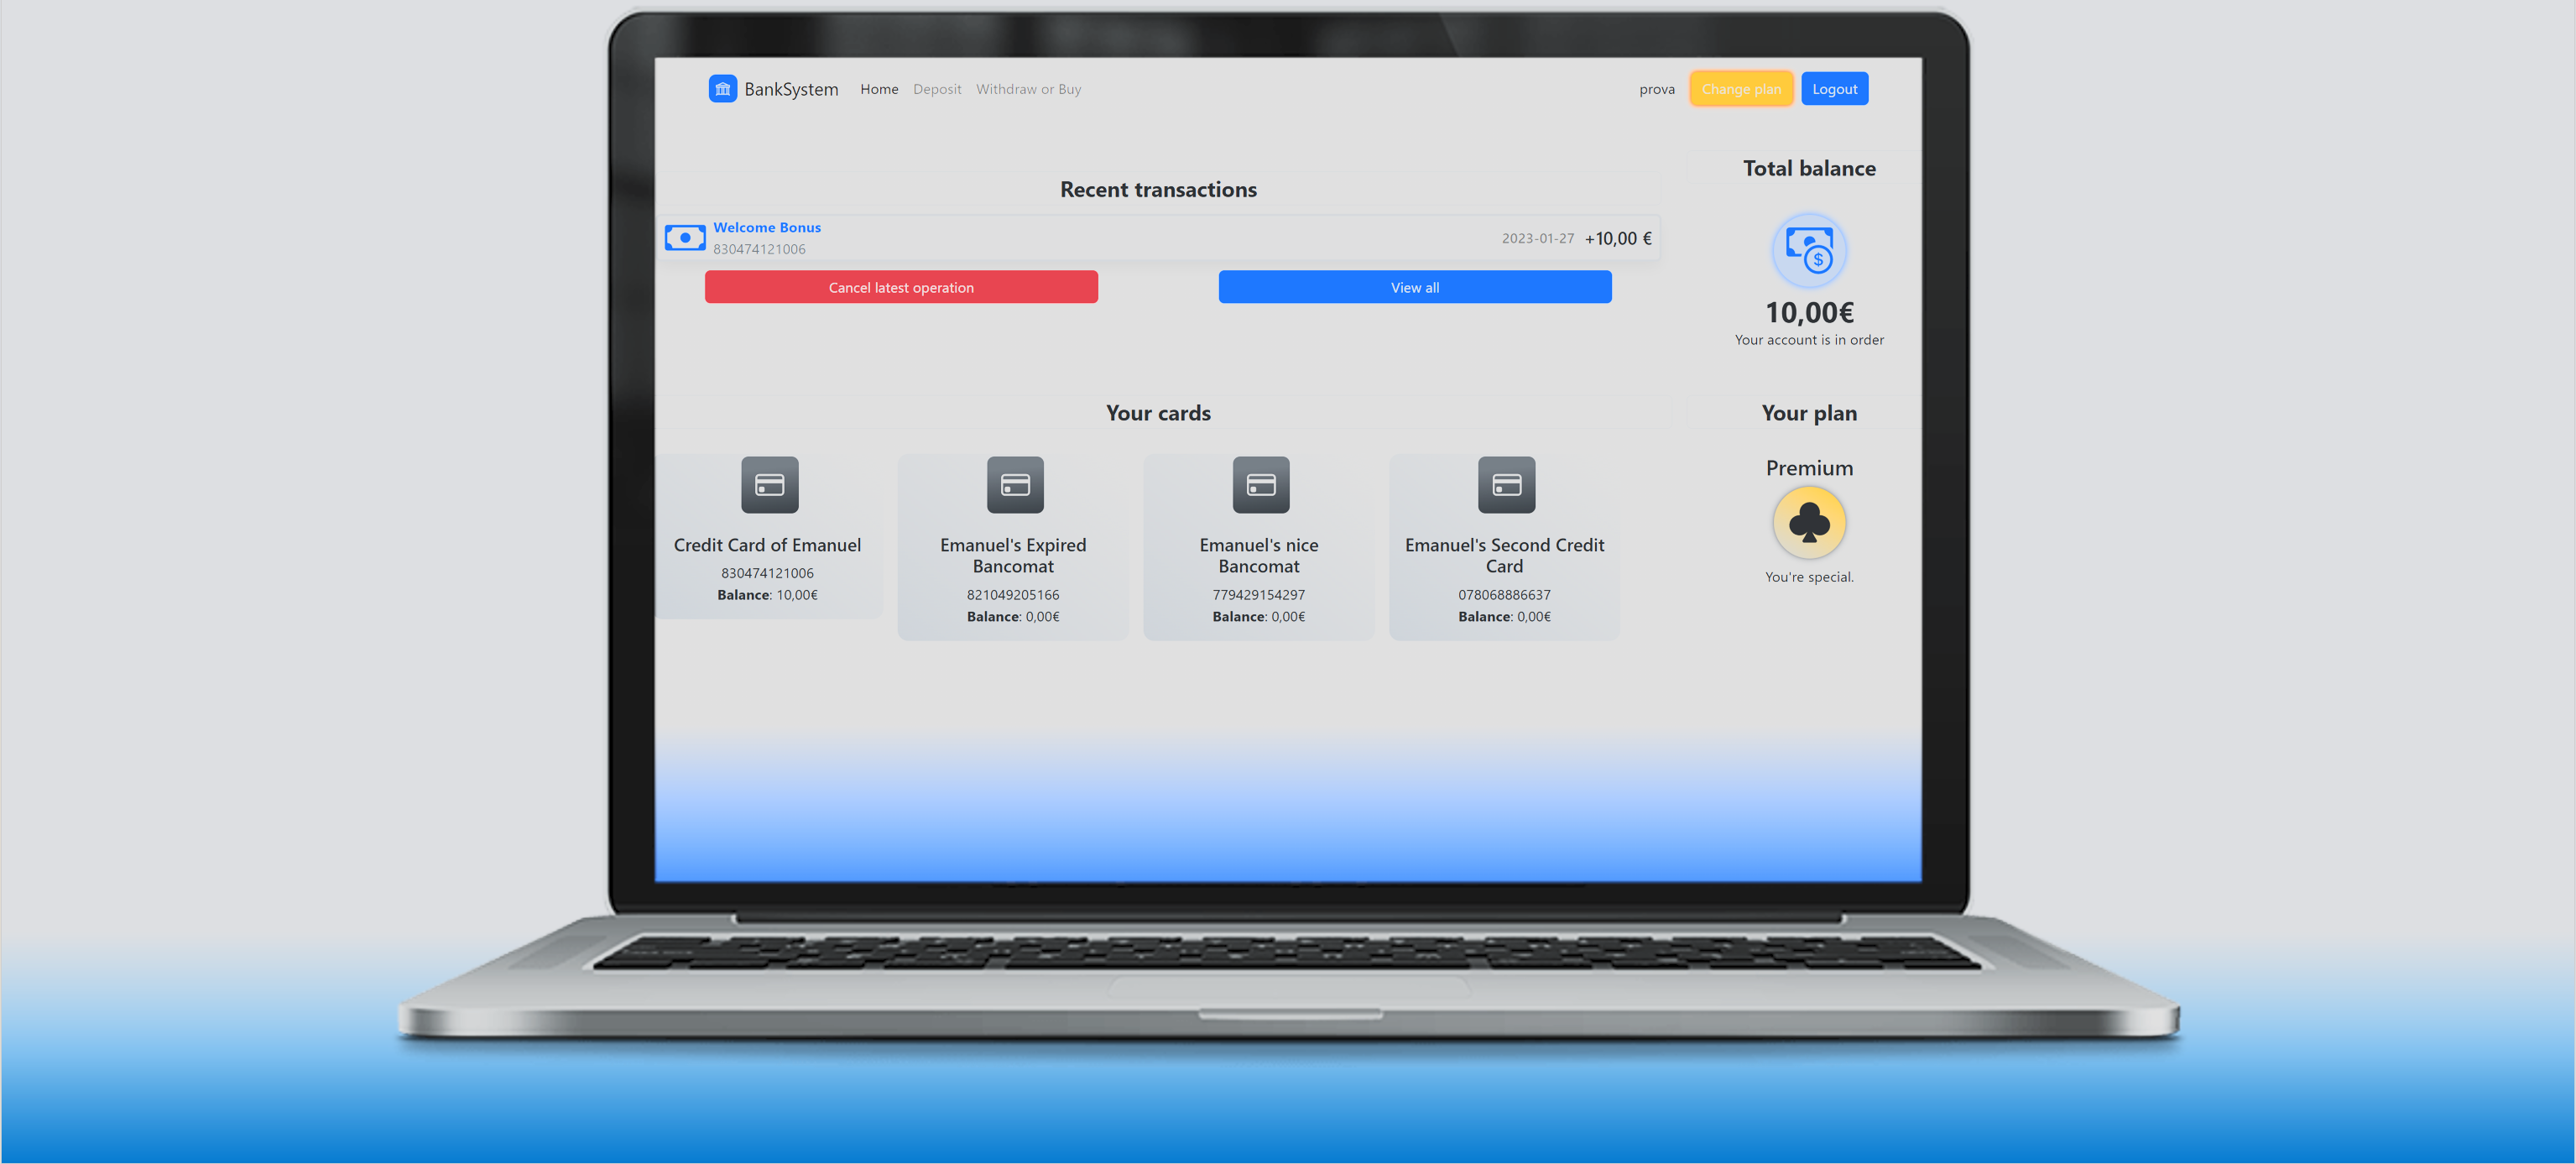 BankSystem Home Deposit Withdraw or Buy prova Change plan Logout
Recent transactions
Welcome Bonus
830474121006
2023-01-27 +10,00 €
Cancel latest operation
View all
Total balance
$
10,00€
Your account is in order
Your cards
Credit Card of Emanuel
830474121006
Balance: 10,00€
Emanuel's Expired
Bancomat
821049205166
Balance: 0,00€
Emanuel's nice
Bancomat
779429154297
Balance: 0,00€
Emanuel's Second Credit
Card
078068886637
Balance: 0,00€
Your plan
Premium
You're special.